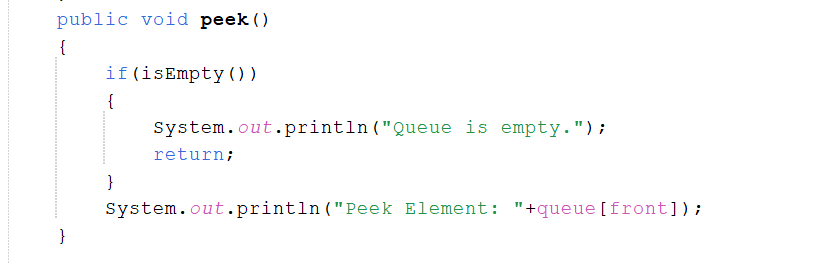 public void peek()
{
if(isEmpty())
{
System.out.println("Queue is empty.");
return;
}
System.out.println("Peek Element: "+queue[front]);
}